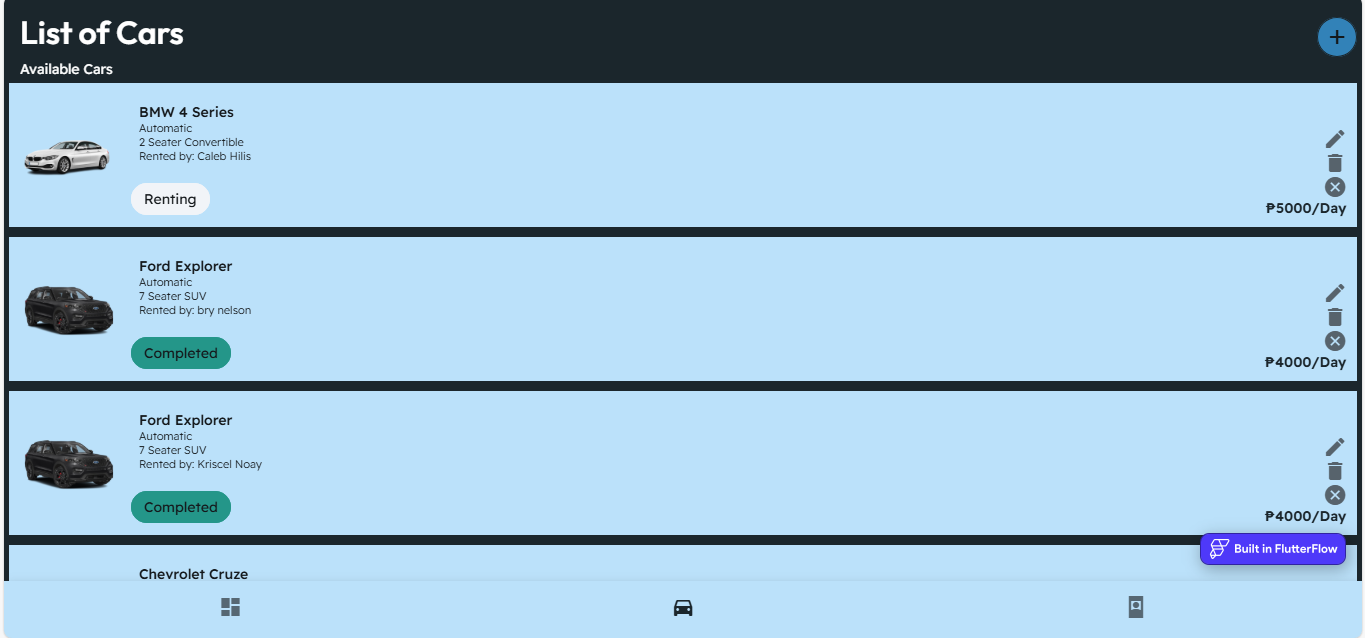 List of Cars
Available Cars
BMW 4 Series
Automatic
2 Seater Convertible
Rented by: Caleb Hilis
Renting
₱5000/Day
Ford Explorer
Automatic
7 Seater SUV
Rented by: bry nelson
Completed
₱4000/Day
Ford Explorer
Automatic
7 Seater SUV
Rented by: Kriscel Noay
Completed
₱4000/Day
Built in FlutterFlow
Chevrolet Cruze